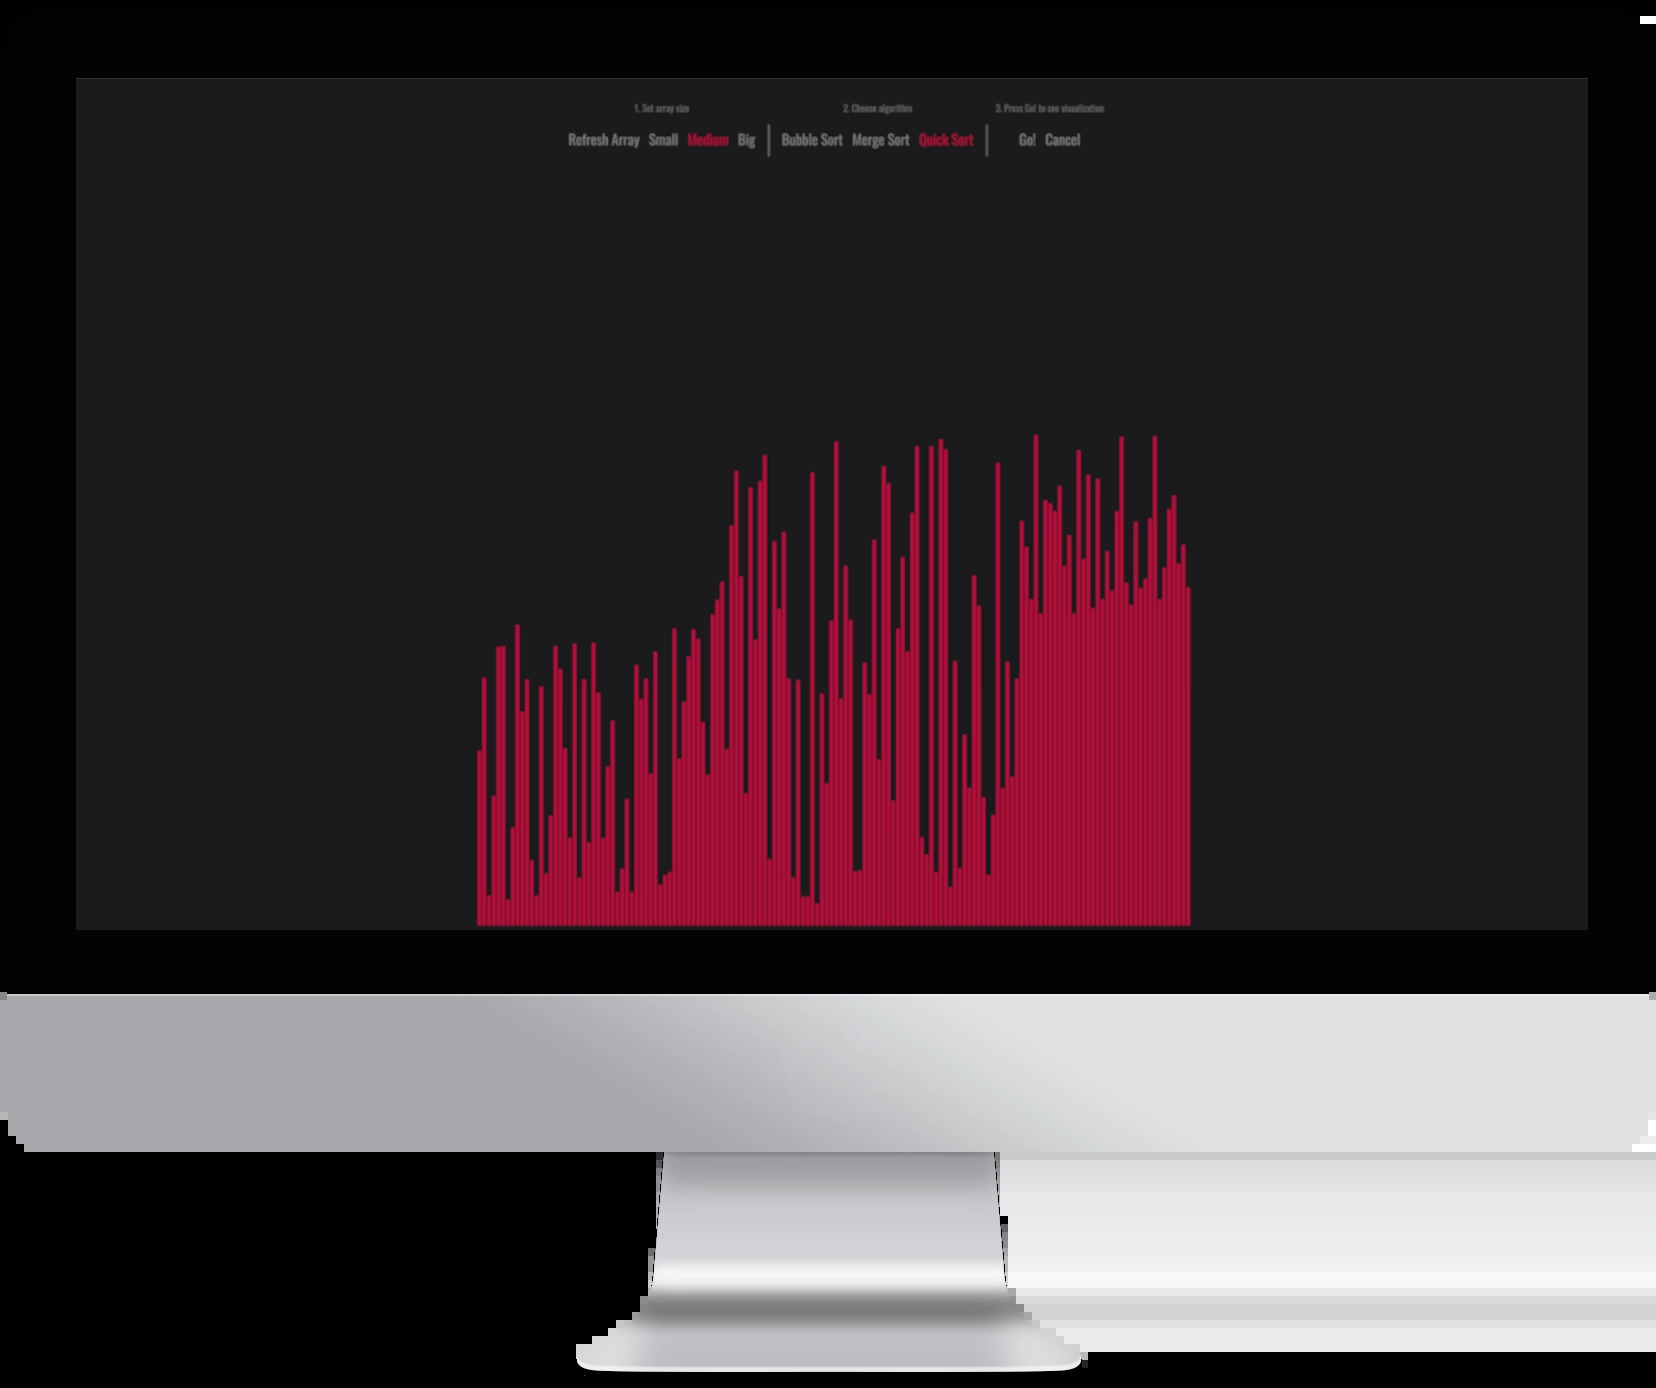 1. Set array size 2. Choose algorithm 3. Press Go! to see visualization
Refresh Array Small Medium Big Bubble Sort Merge Sort Quick Sort Go! Cancel